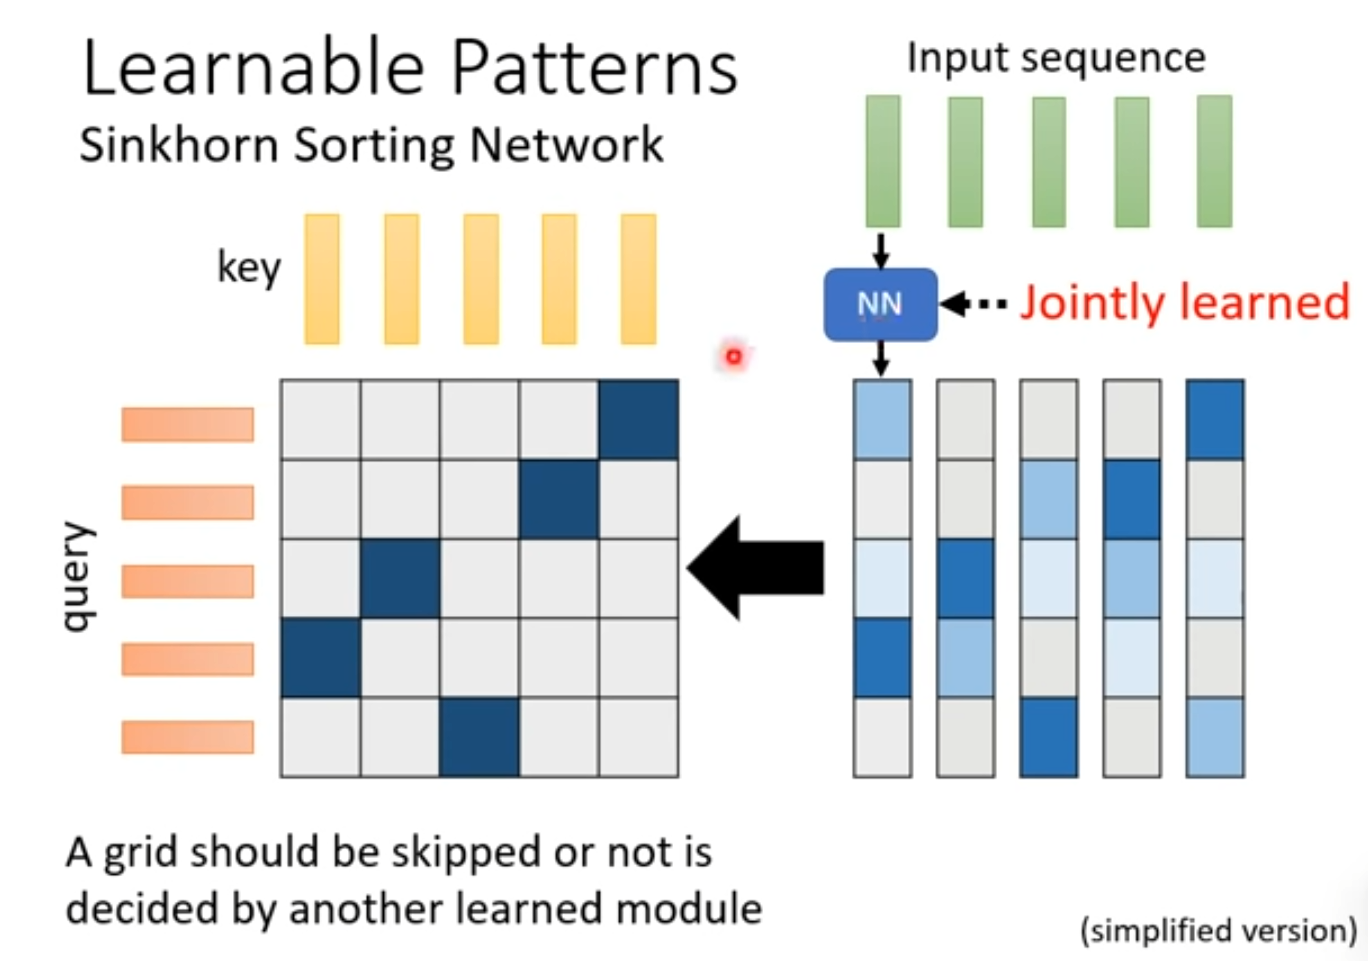 Learnable Patterns
Sinkhorn Sorting Network
Input sequence
key
NN
Jointly learned
query
A grid should be skipped or not is
decided by another learned module
(simplified version)